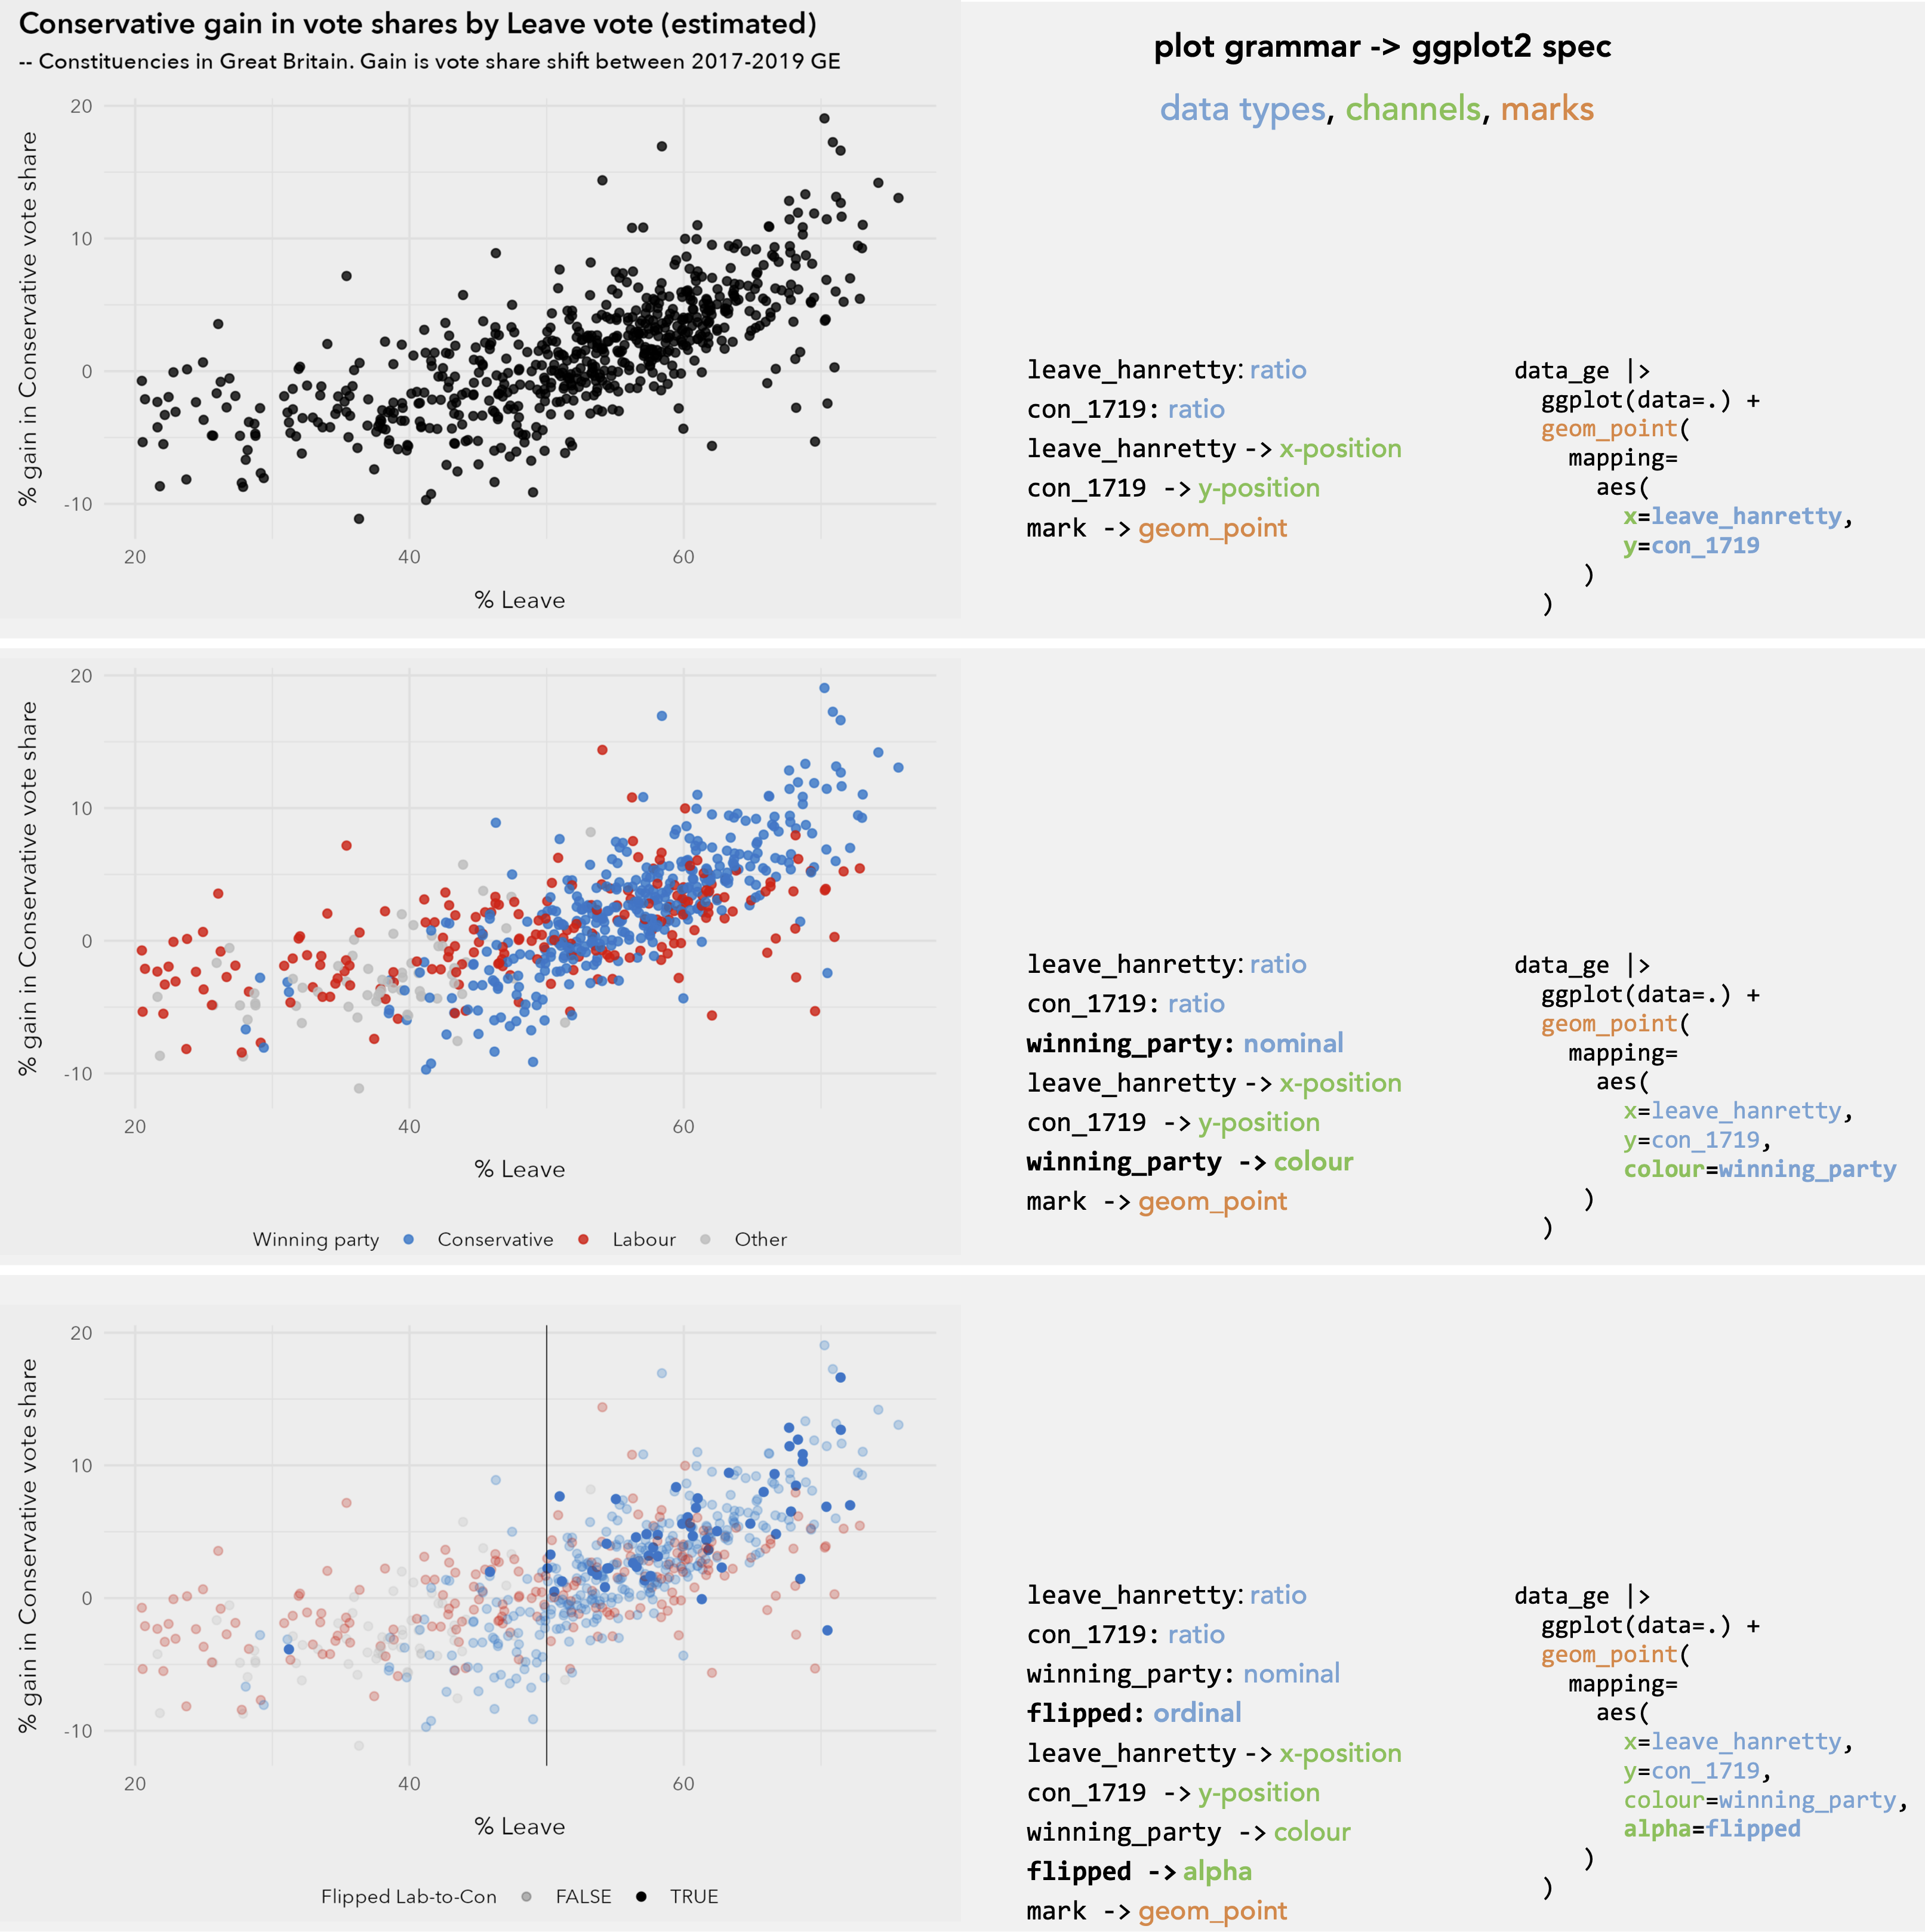 Conservative gain in vote shares by Leave vote (estimated)
-- Constituencies in Great Britain. Gain is vote share shift between 2017-2019 GE
% gain in Conservative vote share
20
10
0
-10
20 40 60
% Leave
plot grammar -> ggplot2 spec
data types, channels, marks
leave_hanretty: ratio
con_1719: ratio
leave_hanretty -> x-position
con_1719 -> y-position
mark -> geom_point
data_ge |>
ggplot(data=.) +
geom_point(
mapping=
aes(
x=leave_hanretty,
y=con_1719
)
)
% gain in Conservative vote share
20
10
0
-10
20 40 60
% Leave
Winning party Conservative Labour Other
leave_hanretty: ratio
con_1719: ratio
winning_party: nominal
leave_hanretty -> x-position
con_1719 -> y-position
winning_party -> colour
mark -> geom_point
data_ge |>
ggplot(data=.) +
geom_point(
mapping=
aes(
x=leave_hanretty,
y=con_1719,
colour=winning_party
)
)
% gain in Conservative vote share
20
10
0
-10
20 40 60
% Leave
Flipped Lab-to-Con FALSE TRUE
leave_hanretty: ratio
con_1719: ratio
winning_party: nominal
flipped: ordinal
leave_hanretty -> x-position
con_1719 -> y-position
winning_party -> colour
flipped -> alpha
mark -> geom_point
data_ge |>
ggplot(data=.) +
geom_point(
mapping=
aes(
x=leave_hanretty,
y=con_1719,
colour=winning_party,
alpha=flipped
)
)